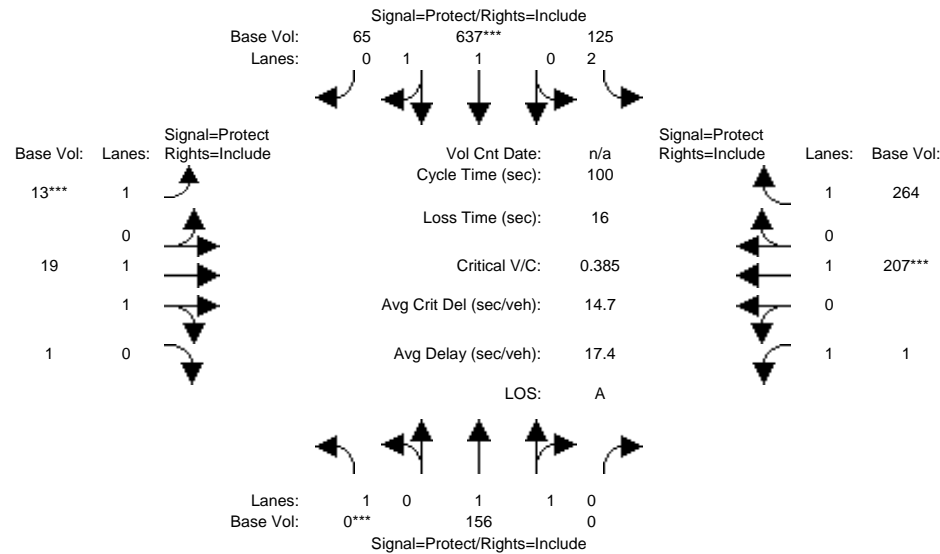 Signal=Protect/Rights=Include
Base Vol: 65 637*** 125
Lanes: 0 1 1 0 2
Signal=Protect Signal=Protect
Base Vol: Lanes: Rights=Include Vol Cnt Date: n/a Rights=Include Lanes: Base Vol:
Cycle Time (sec): 100
13*** 1 1 264
Loss Time (sec): 16
0 0
19 1 Critical V/C: 0.385 1 207***
1 Avg Crit Del (sec/veh): 14.7 0
1 0 Avg Delay (sec/veh): 17.4 1 1
LOS: A
Lanes: 1 0 1 1 0
Base Vol: 0*** 156 0
Signal=Protect/Rights=Include